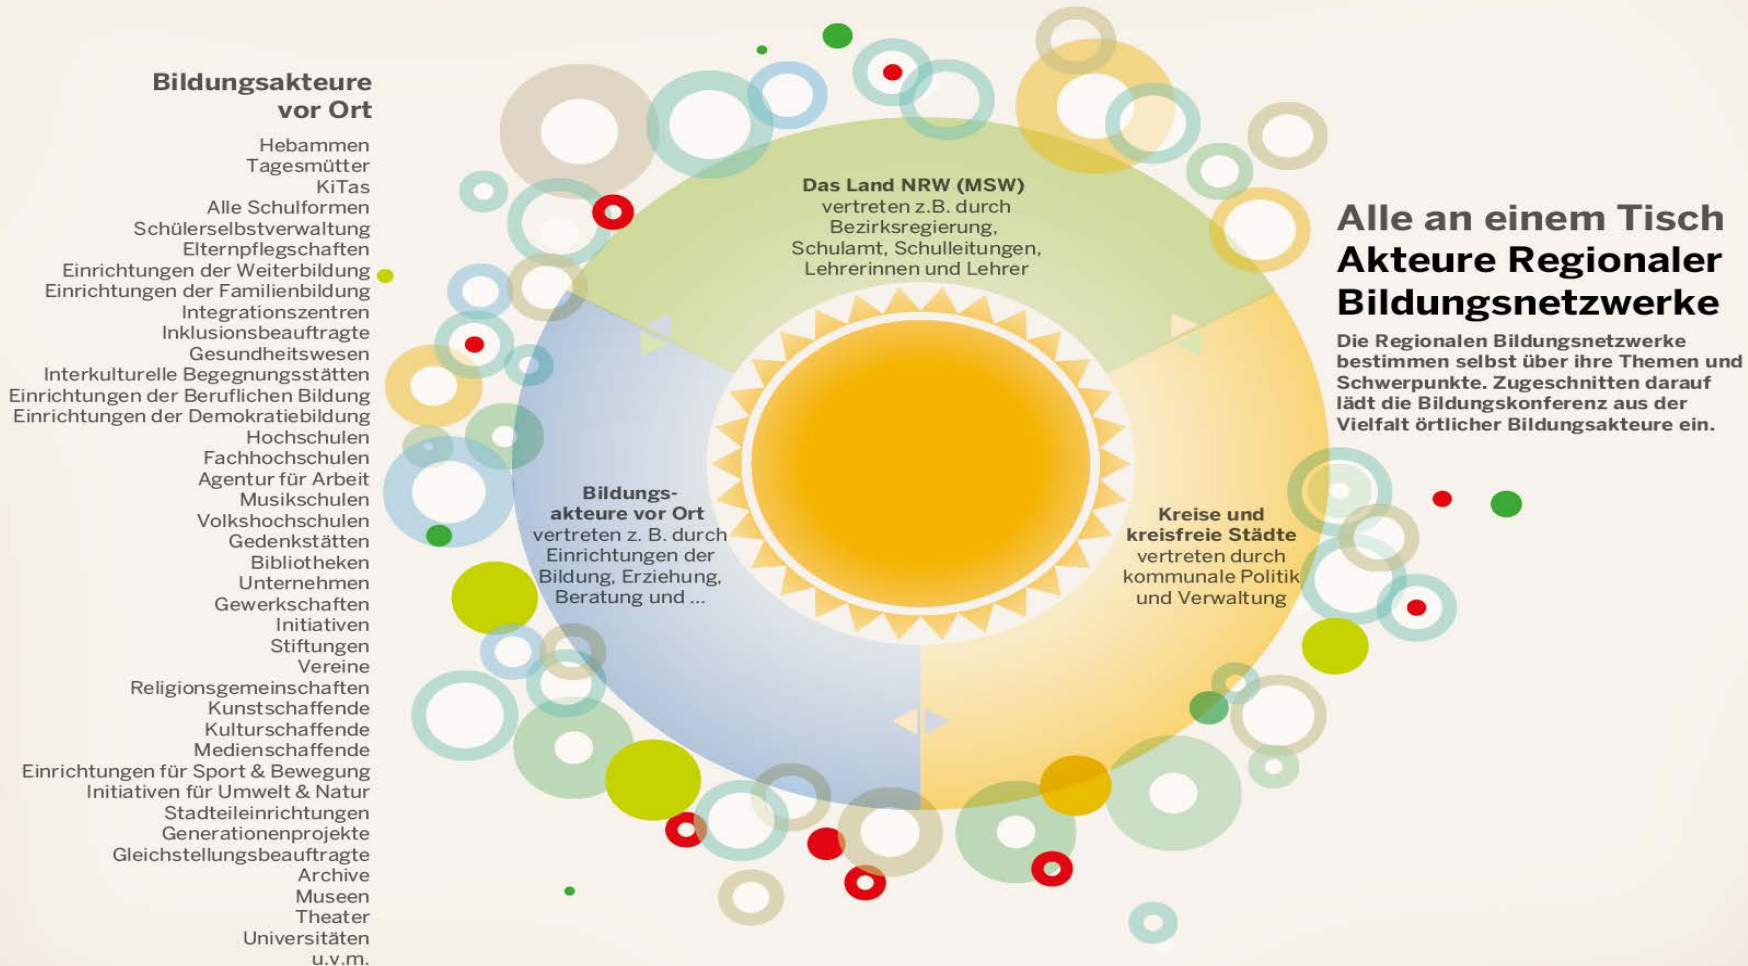 Bildungsakteure
vor Ort
Hebammen
Tagesmütter
KiTas
Alle Schulformen
Schülerselbstverwaltung
Elternpflegschaften
Einrichtungen der Weiterbildung
Einrichtungen der Familienbildung
Integrationszentren
Inklusionsbeauftragte
Gesundheitswesen
Interkulturelle Begegnungsstätten
Einrichtungen der Beruflichen Bildung
Einrichtungen der Demokratiebildung
Hochschulen
Fachhochschulen
Agentur für Arbeit
Musikschulen
Volkshochschulen
Gedenkstätten
Bibliotheken
Unternehmen
Gewerkschaften
Initiativen
Stiftungen
Vereine
Religionsgemeinschaften
Kunstschaffende
Kulturschaffende
Medienschaffende
Einrichtungen für Sport & Bewegung
Initiativen für Umwelt & Natur
Stadteileinrichtungen
Generationenprojekte
Gleichstellungsbeauftragte
Archive
Museen
Theater
Universitäten
u.v.m.
Das Land NRW (MSW)
vertreten z.B. durch
Bezirksregierung,
Schulamt, Schulleitungen,
Lehrerinnen und Lehrer
Bildungs-
akteure vor Ort
vertreten z. B. durch
Einrichtungen der
Bildung, Erziehung,
Beratung und ...
Kreise und
kreisfreie Städte
vertreten durch
kommunale Politik
und Verwaltung
Alle an einem Tisch
Akteure Regionaler
Bildungsnetzwerke
Die Regionalen Bildungsnetzwerke
bestimmen selbst über ihre Themen und
Schwerpunkte. Zugeschnitten darauf
lädt die Bildungskonferenz aus der
Vielfalt örtlicher Bildungsakteure ein.